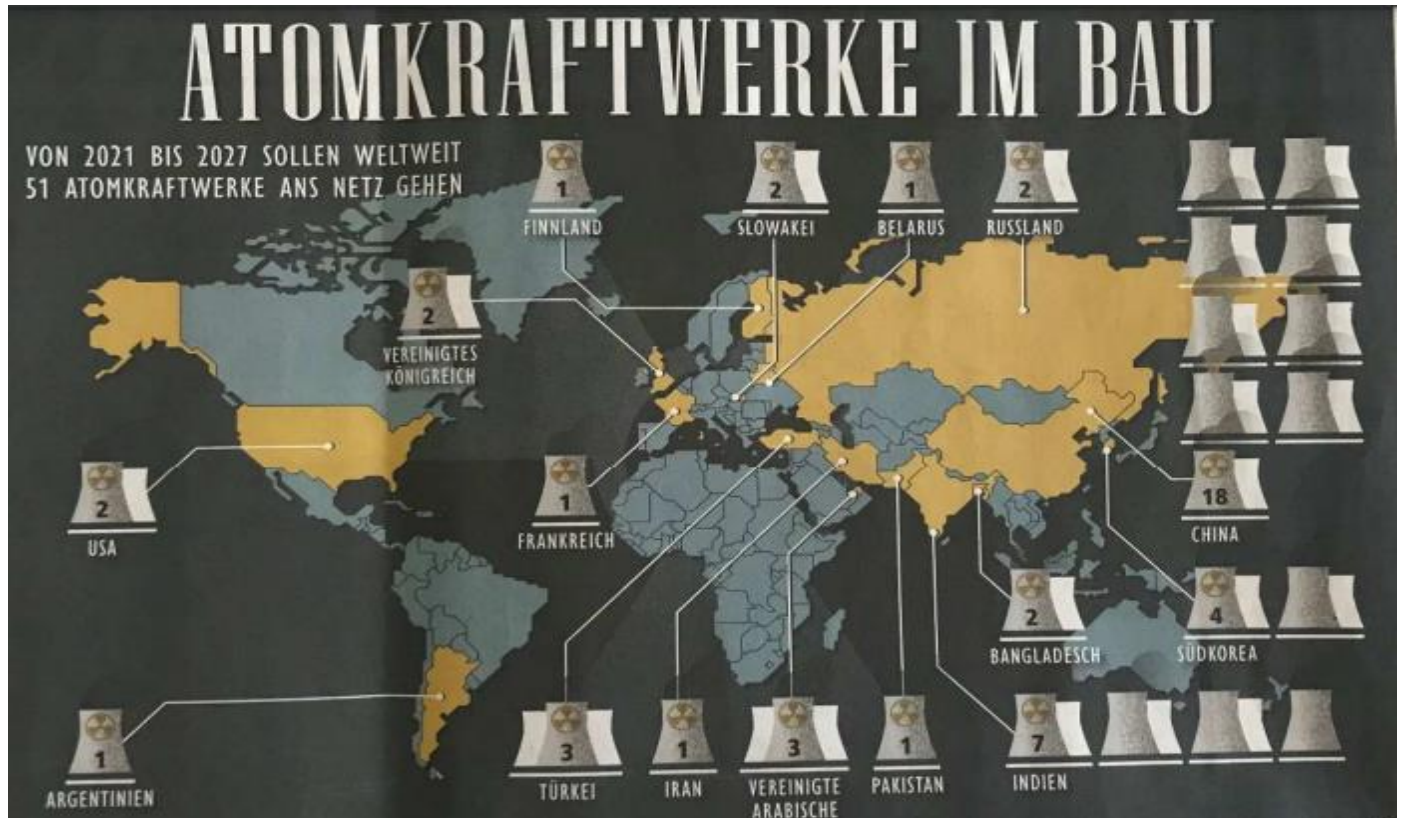 ATOMKRAFTWERKE IM BAU
VON 2021 BIS 2027 SOLLEN WELTWEIT
51 ATOMKRAFTWERKE ANS NETZ GEHEN
1
FINNLAND
2
SLOWAKEI
1
BELARUS
2
RUSSLAND
2
VEREINIGTES
KÖNIGREICH
2
USA
1
FRANKREICH
18
CHINA
2
BANGLADESCH
4
SÜDKOREA
1
ARGENTINIEN
3
TÜRKEI
1
IRAN
3
VEREINIGTE
ARABISCHE
1
PAKISTAN
7
INDIEN